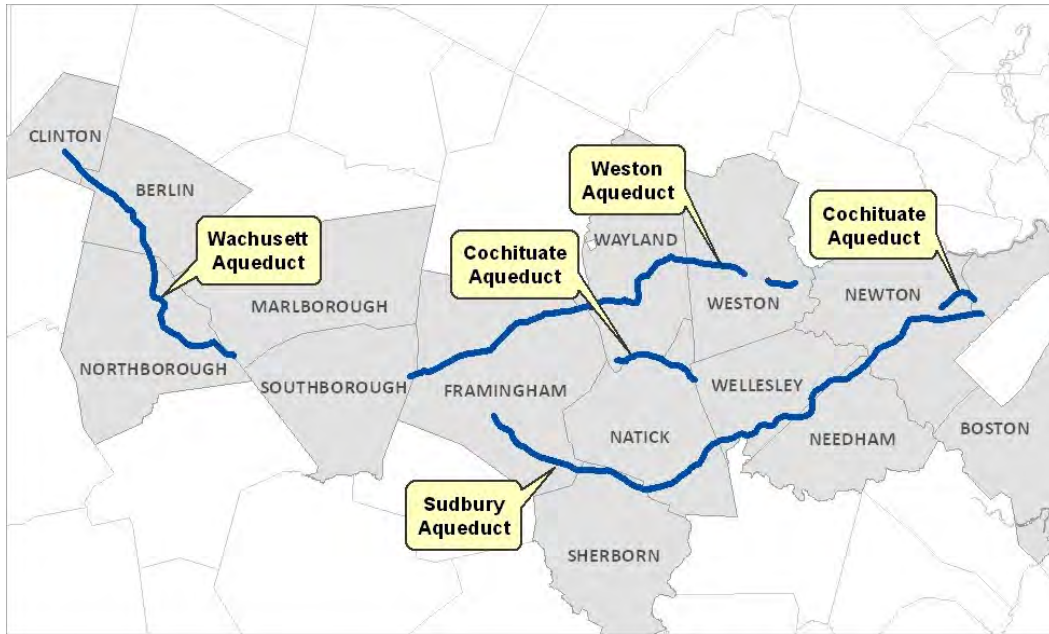 CLINTON
BERLIN
Wachusett
Aqueduct
MARLBOROUGH
NORTHBOROUGH
SOUTHBOROUGH
FRAMINGHAM
Cochituate
Aqueduct
WAYLAND
Weston
Aqueduct
WESTON
Cochituate
Aqueduct
NEWTON
WELLESLEY
NATICK
NEEDHAM
BOSTON
Sudbury
Aqueduct
SHERBORN